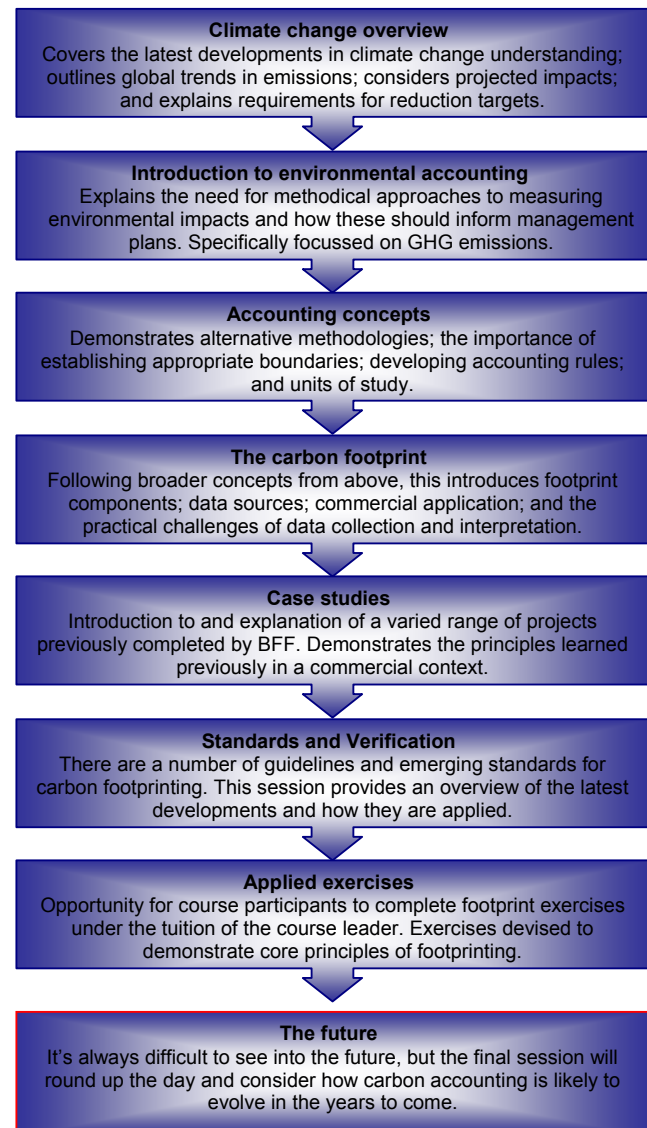 Climate change overview
Covers the latest developments in climate change understanding;
outlines global trends in emissions; considers projected impacts;
and explains requirements for reduction targets.
Introduction to environmental accounting
Explains the need for methodical approaches to measuring
environmental impacts and how these should inform management
plans. Specifically focussed on GHG emissions.
Accounting concepts
Demonstrates alternative methodologies; the importance of
establishing appropriate boundaries; developing accounting rules;
and units of study.
The carbon footprint
Following broader concepts from above, this introduces footprint
components; data sources; commercial application; and the
practical challenges of data collection and interpretation.
Case studies
Introduction to and explanation of a varied range of projects
previously completed by BFF. Demonstrates the principles learned
previously in a commercial context.
Standards and Verification
There are a number of guidelines and emerging standards for
carbon footprinting. This session provides an overview of the latest
developments and how they are applied.
Applied exercises
Opportunity for course participants to complete footprint exercises
under the tuition of the course leader. Exercises devised to
demonstrate core principles of footprinting.
The future
It's always difficult to see into the future, but the final session will
round up the day and consider how carbon accounting is likely to
evolve in the years to come.